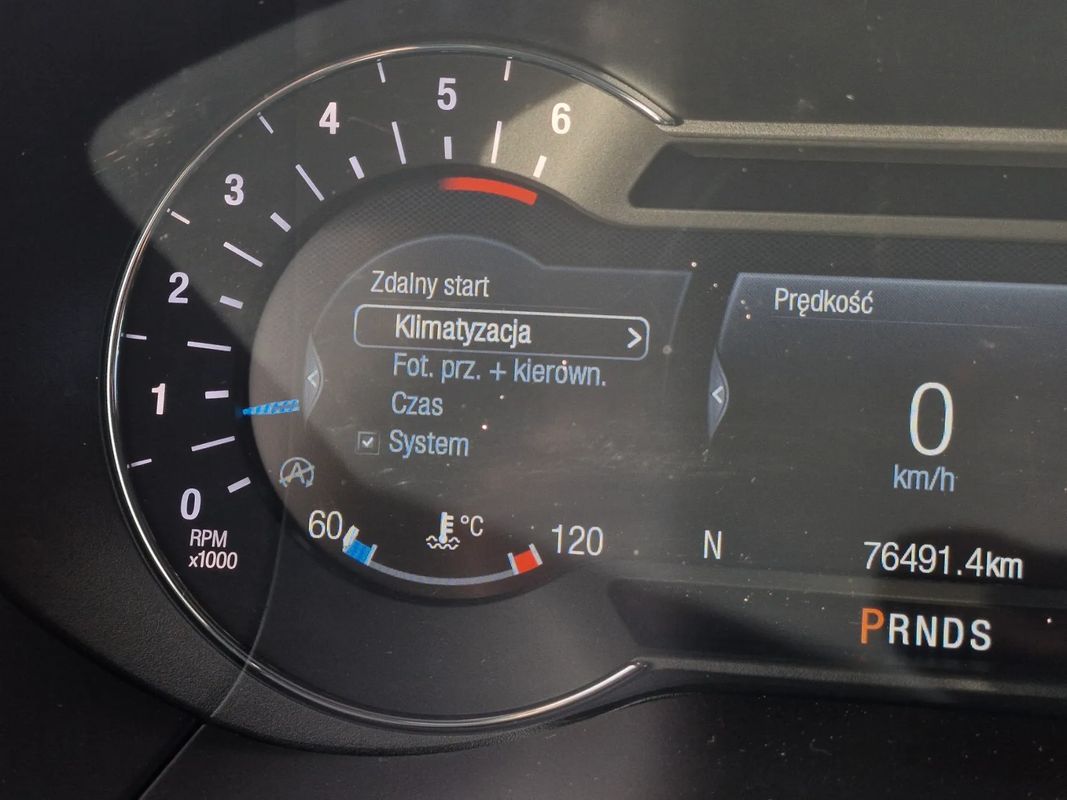 6
5
4
3
2
1
0
RPM
x1000
Zdalny start
Klimatyzacja
Fot. prz. + kierown.
Czas
System
60
°C
120
Prędkość
0
km/h
N
76491.4km
PRNDS